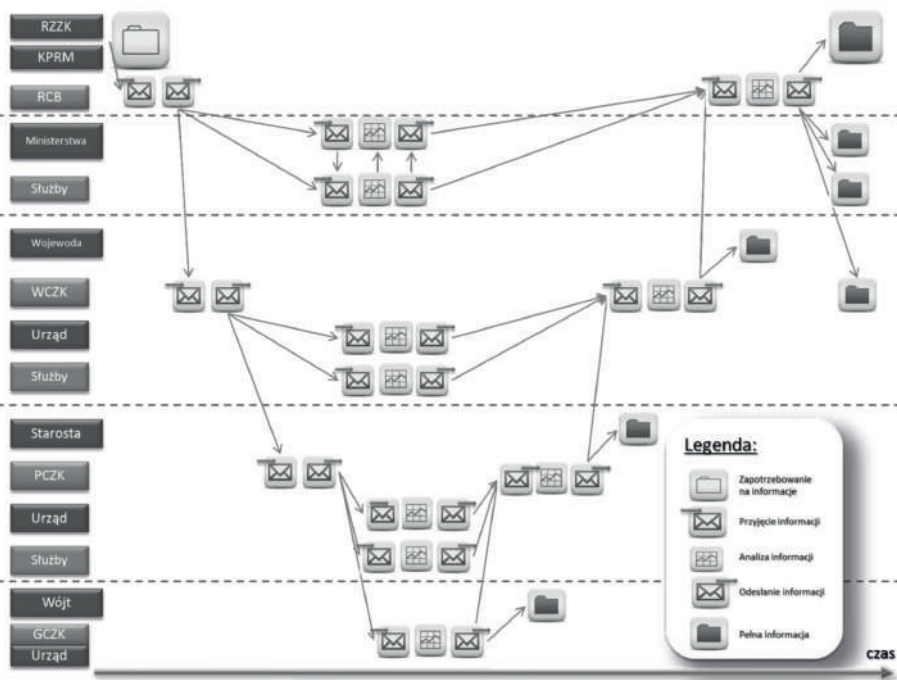 RZZK
KPRM
RCB
Ministerstwa
Służby
Wojewoda
WCZK
Urząd
Służby
Starosta
PCZK
Urząd
Służby
Wójt
GCZK
Urząd
Legenda:
Zapotrzebowanie
na informacje
Przyjęcie informacji
Analiza informacji
Odesłanie informacji
Pełna informacja
czas